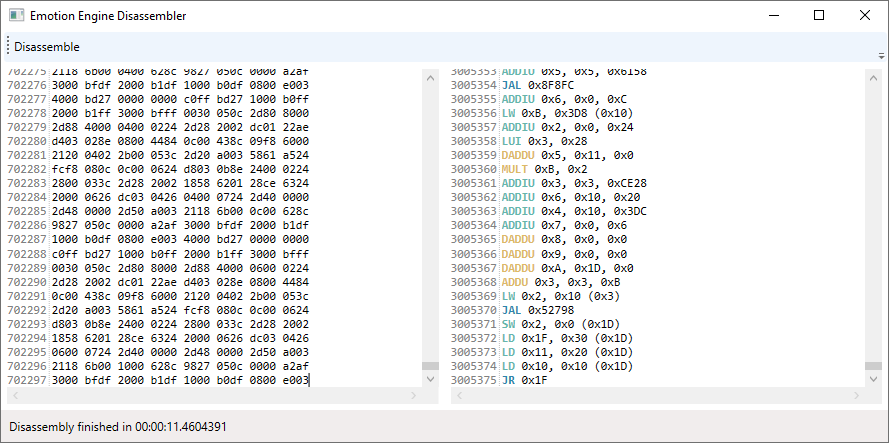 Emotion Engine Disassembler
Disassemble
702275 2118 6b00 0400 628c 9827 050c 0000 a2af
702276 3000 bfdf 2000 b1df 1000 b0df 0800 e003
702277 4000 bd27 0000 0000 c0ff bd27 1000 b0ff
702278 2000 b1ff 3000 bfff 0030 050c 2d80 8000
702279 2d88 4000 0400 0224 2d28 2002 dc01 22ae
702280 d403 028e 0800 4484 0c00 438c 09f8 6000
702281 2120 0402 2b00 053c 2d20 a003 5861 a524
702282 fcf8 080c 0c00 0624 d803 0b8e 2400 0224
702283 2800 033c 2d28 2002 1858 6201 28ce 6324
702284 2000 0626 dc03 0426 0400 0724 2d40 0000
702285 2d48 0000 2d50 a003 2118 6b00 0c00 628c
702286 9827 050c 0000 a2af 3000 bfdf 2000 b1df
702287 1000 b0df 0800 e003 4000 bd27 0000 0000
702288 c0ff bd27 1000 b0ff 2000 b1ff 3000 bfff
702289 0030 050c 2d80 8000 2d88 4000 0600 0224
702290 2d28 2002 dc01 22ae d403 028e 0800 4484
702291 0c00 438c 09f8 6000 2120 0402 2b00 053c
702292 2d20 a003 5861 a524 fcf8 080c 0c00 0624
702293 d803 0b8e 2400 0224 2800 033c 2d28 2002
702294 1858 6201 28ce 6324 2000 0626 dc03 0426
702295 0600 0724 2d40 0000 2d48 0000 2d50 a003
702296 2118 6b00 1000 628c 9827 050c 0000 a2af
702297 3000 bfdf 2000 b1df 1000 b0df 0800 e003
3005353 ADDIU 0x5, 0x5, 0x6158
3005354 JAL 0x8F8FC
3005355 ADDIU 0x6, 0x0, 0xC
3005356 LW 0xB, 0x3D8 (0x10)
3005357 ADDIU 0x2, 0x0, 0x24
3005358 LUI 0x3, 0x28
3005359 DADDU 0x5, 0x11, 0x0
3005360 MULT 0xB, 0x2
3005361 ADDIU 0x3, 0x3, 0xCE28
3005362 ADDIU 0x6, 0x10, 0x20
3005363 ADDIU 0x4, 0x10, 0x3DC
3005364 ADDIU 0x7, 0x0, 0x6
3005365 DADDU 0x8, 0x0, 0x0
3005366 DADDU 0x9, 0x0, 0x0
3005367 DADDU 0xA, 0x1D, 0x0
3005368 ADDU 0x3, 0x3, 0xB
3005369 LW 0x2, 0x10 (0x3)
3005370 JAL 0x52798
3005371 SW 0x2, 0x0 (0x1D)
3005372 LD 0x1F, 0x30 (0x1D)
3005373 LD 0x11, 0x20 (0x1D)
3005374 LD 0x10, 0x10 (0x1D)
3005375 JR 0x1F
Disassembly finished in 00:00:11.4604391